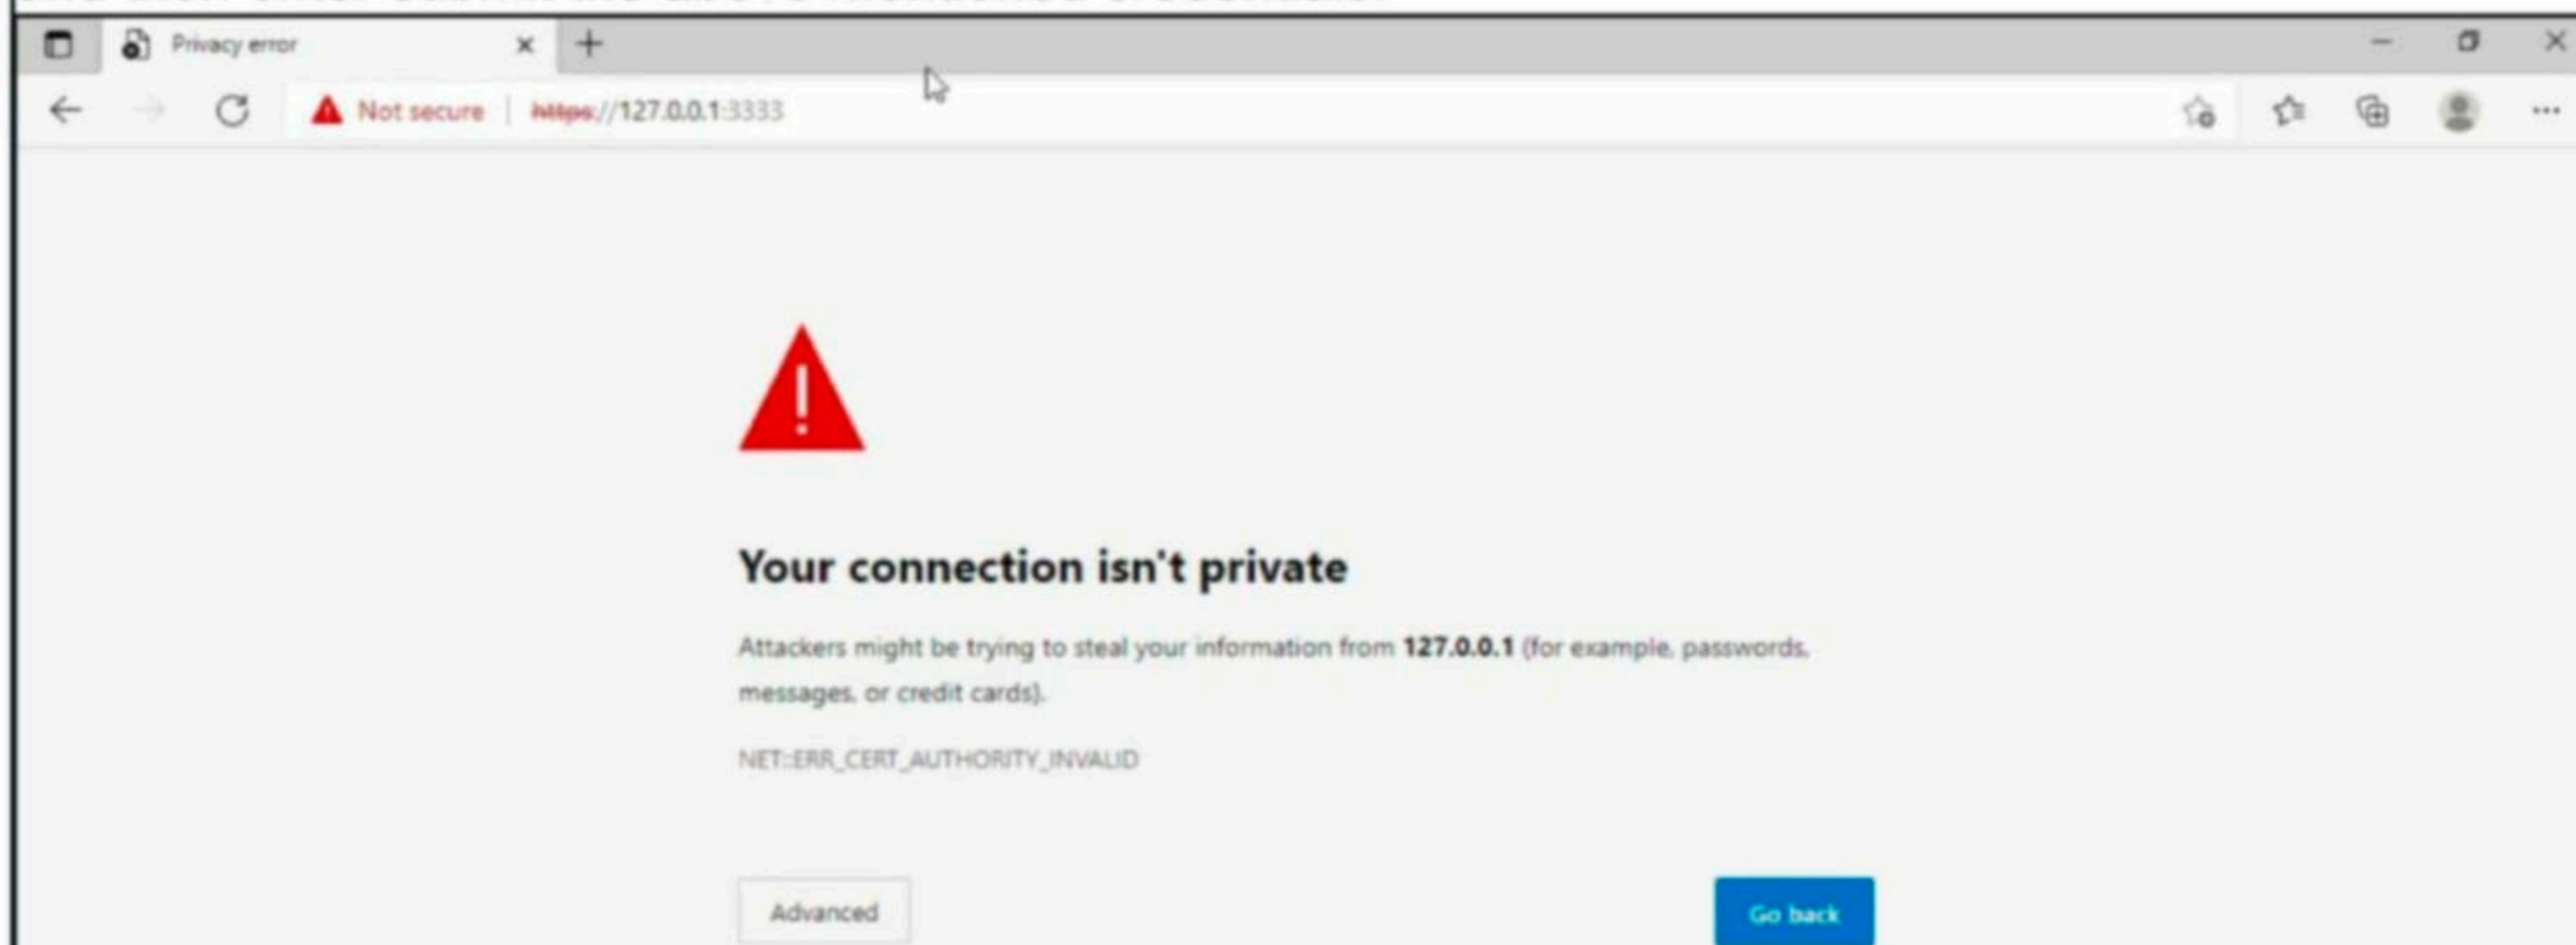 Privacy error
Not secure | https://127.0.0.1:3333
Your connection isn't private
Attackers might be trying to steal your information from 127.0.0.1 (for example, passwords,
messages, or credit cards).
NET::ERR_CERT_AUTHORITY_INVALID
Advanced
Go back